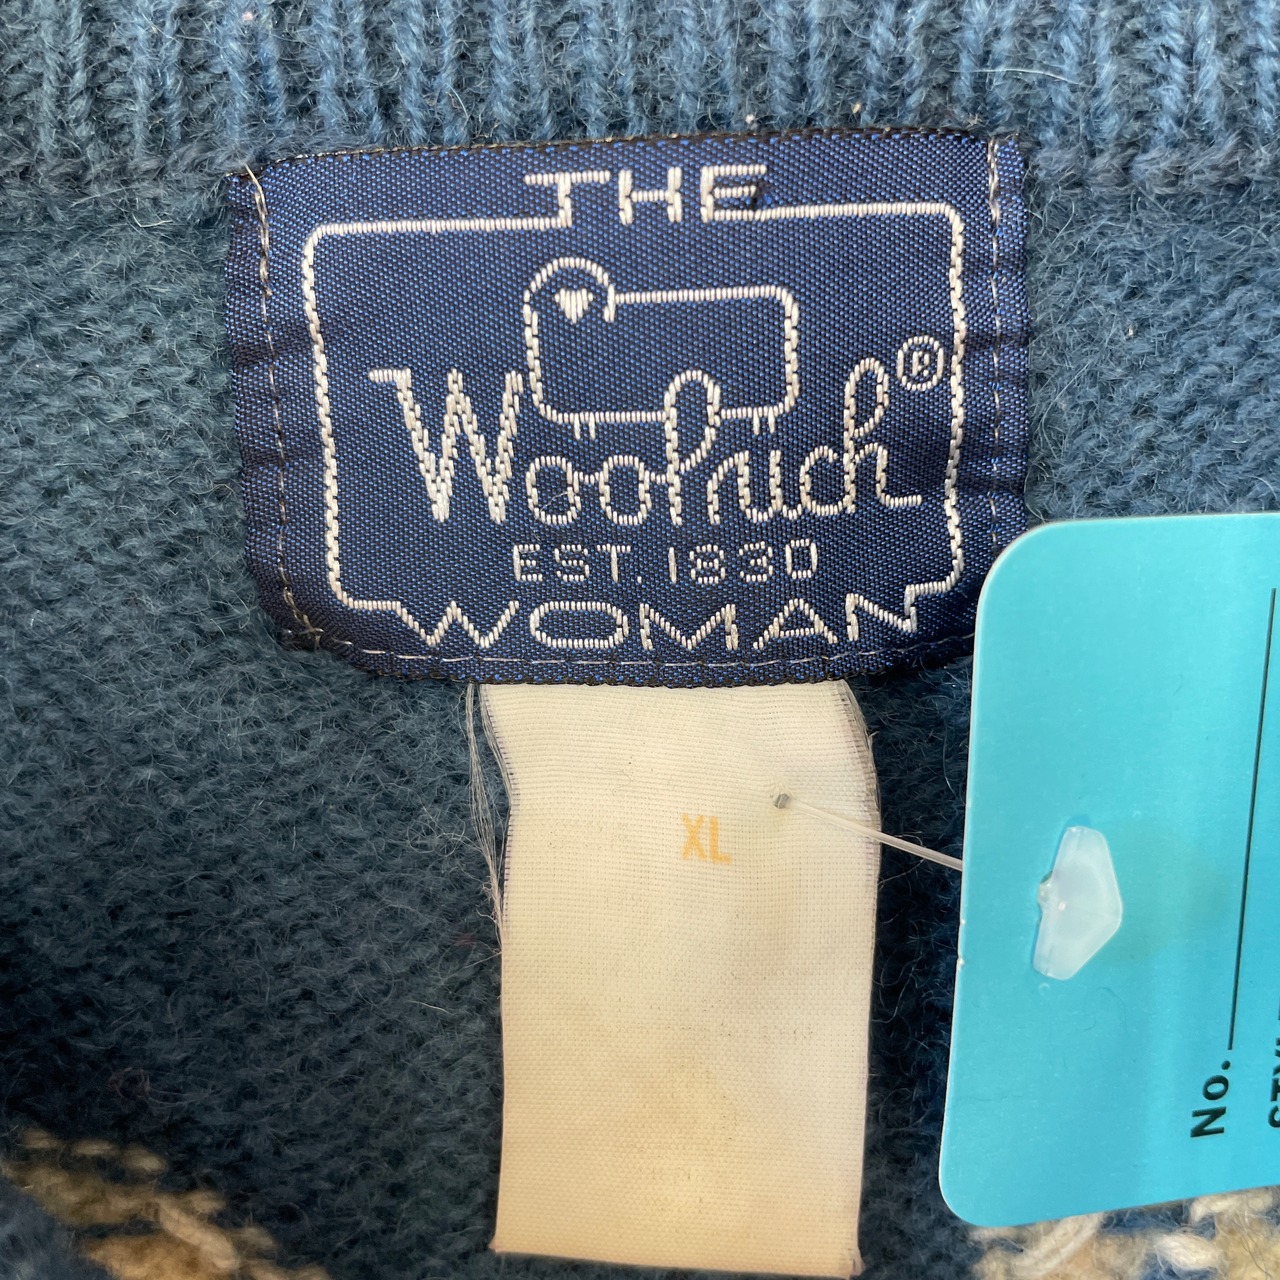 THE
Woolrich®
EST. 1830
WOMAN
XL
No.